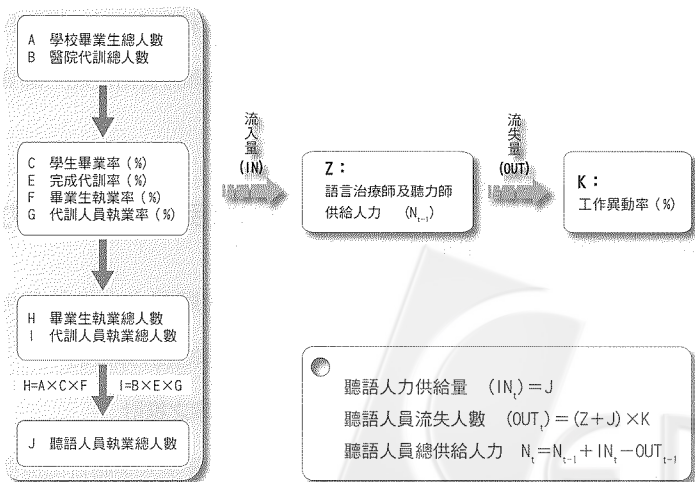 A 學校畢業生總人數
B 醫院代訓總人數
C 學生畢業率(%)
E 完成代訓率(%)
F 畢業生執業率(%)
G 代訓人員執業率(%)
H 畢業生執業總人數
I 代訓人員執業總人數
H=A×C×F I=B×E×G
J 聽語人員執業總人數
流入量
(IN)
Z:
語言治療師及聽力師
供給人力 (Nₜ₋₁)
流失量
(OUT)
K:
工作異動率(%)
聽語人力供給量 (INₜ)=J
聽語人員流失人數 (OUTₜ)=(Z+J)×K
聽語人員總供給人力 Nₜ=Nₜ₋₁+INₜ-OUTₜ₋₁